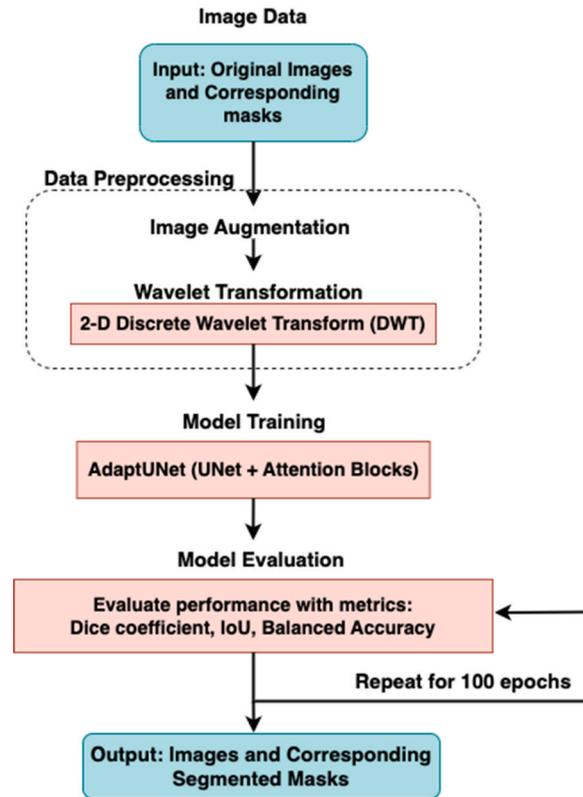 Image Data
Input: Original Images
and Corresponding
masks
Data Preprocessing
Image Augmentation
Wavelet Transformation
2-D Discrete Wavelet Transform (DWT)
Model Training
AdaptUNet (UNet + Attention Blocks)
Model Evaluation
Evaluate performance with metrics:
Dice coefficient, IoU, Balanced Accuracy
Repeat for 100 epochs
Output: Images and Corresponding
Segmented Masks